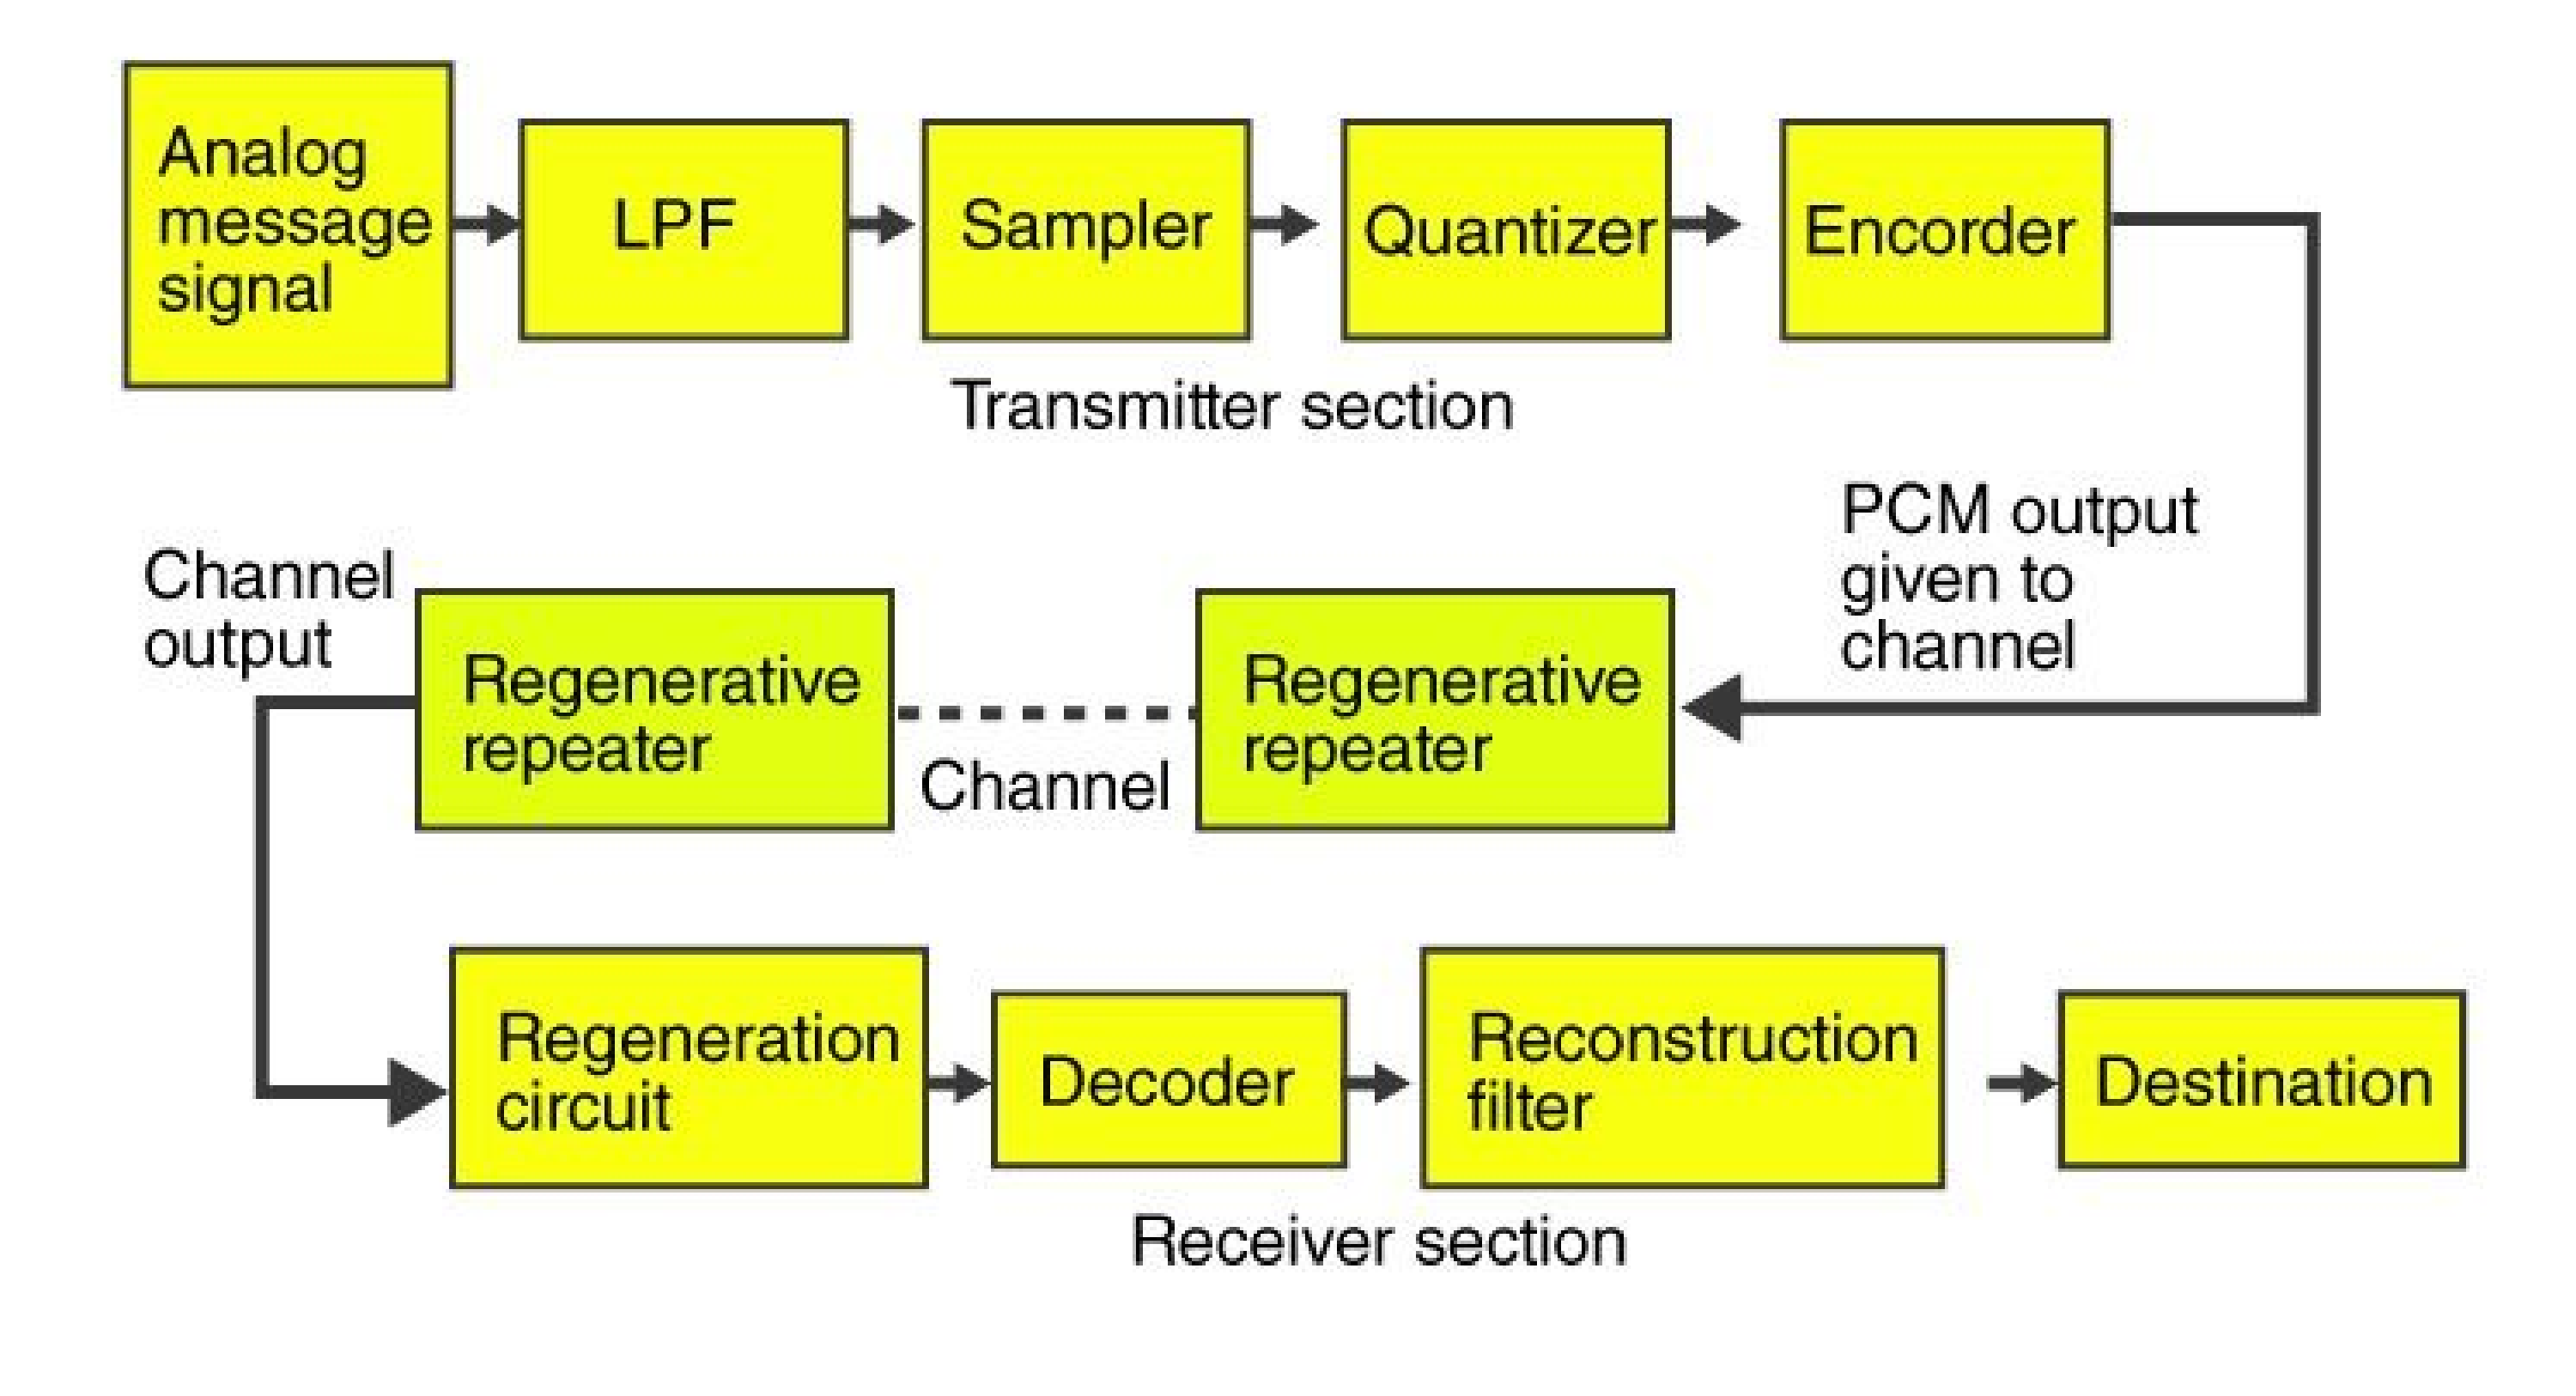 Analog
message
signal
LPF
Sampler
Quantizer
Encorder
Transmitter section
PCM output
given to
channel
Channel
output
Regenerative
repeater
Channel
Regenerative
repeater
Regeneration
circuit
Decoder
Reconstruction
filter
Destination
Receiver section